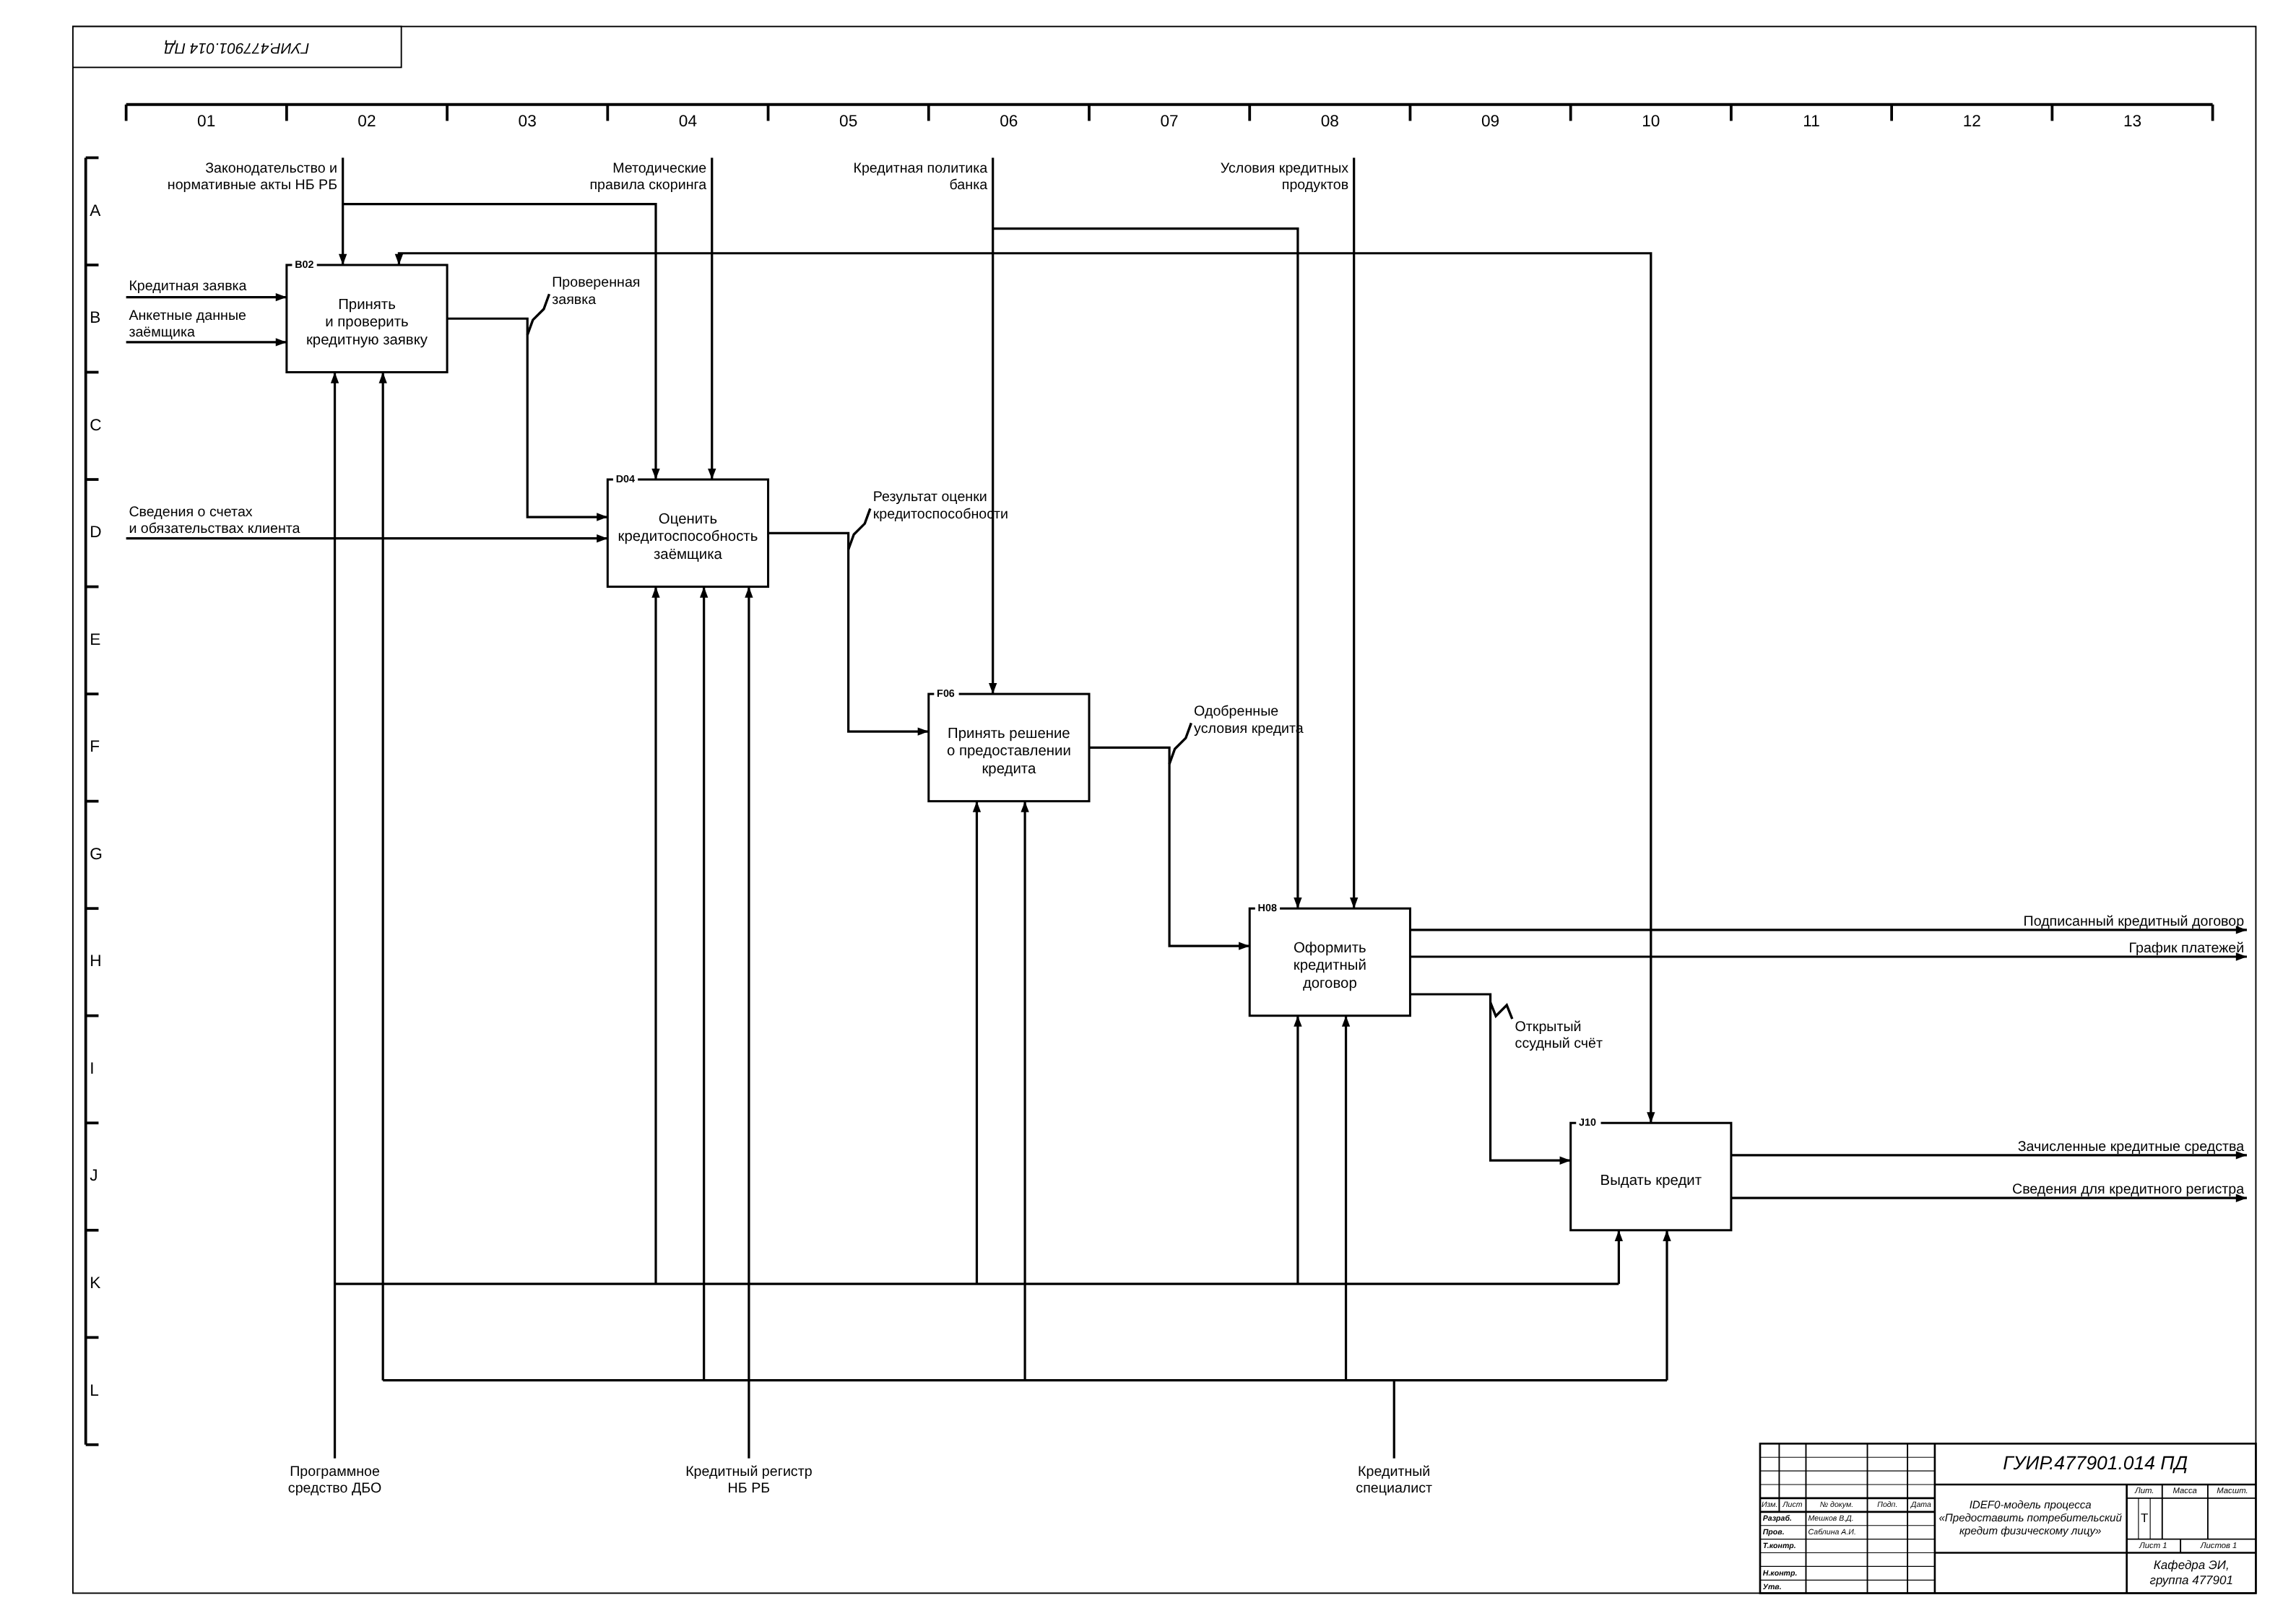 ГУИР.477901.014 ПД
01 02 03 04 05 06 07 08 09 10 11 12 13
Законодательство и
нормативные акты НБ РБ
Методические
правила скоринга
Кредитная политика
банка
Условия кредитных
продуктов
A
B
C
D
E
F
G
H
I
J
K
L
Кредитная заявка
Анкетные данные
заёмщика
B02
Принять
и проверить
кредитную заявку
Проверенная
заявка
Сведения о счетах
и обязательствах клиента
D04
Оценить
кредитоспособность
заёмщика
Результат оценки
кредитоспособности
F06
Принять решение
о предоставлении
кредита
Одобренные
условия кредита
H08
Оформить
кредитный
договор
Подписанный кредитный договор
График платежей
Открытый
ссудный счёт
J10
Выдать кредит
Зачисленные кредитные средства
Сведения для кредитного регистра
Программное
средство ДБО
Кредитный регистр
НБ РБ
Кредитный
специалист
ГУИР.477901.014 ПД
Изм. Лист № докум. Подп. Дата
Разраб. Мешков В.Д.
Пров. Саблина А.И.
Т.контр.
Н.контр.
Утв.
IDEF0-модель процесса
«Предоставить потребительский
кредит физическому лицу»
Лит. Масса Масшт.
Т
Лист 1 Листов 1
Кафедра ЭИ,
группа 477901